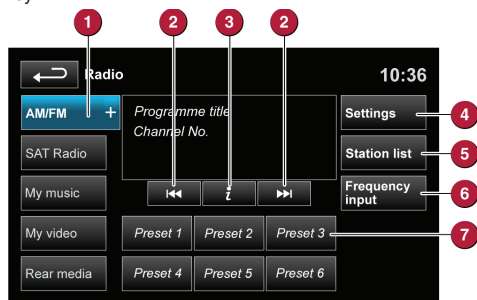 1 2 3 2
Radio 10:36
AM/FM +
Programme title
Channel No.
Settings 4
SAT Radio
Station list 5
My music
i
Frequency
input 6
My video
Preset 1 Preset 2 Preset 3 7
Rear media
Preset 4 Preset 5 Preset 6